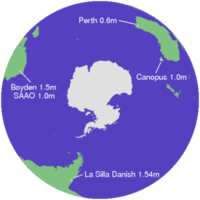 Perth 0.6m
Canopus 1.0m
Boyden 1.5m
SAAO 1.0m
La Silla Danish 1.54m